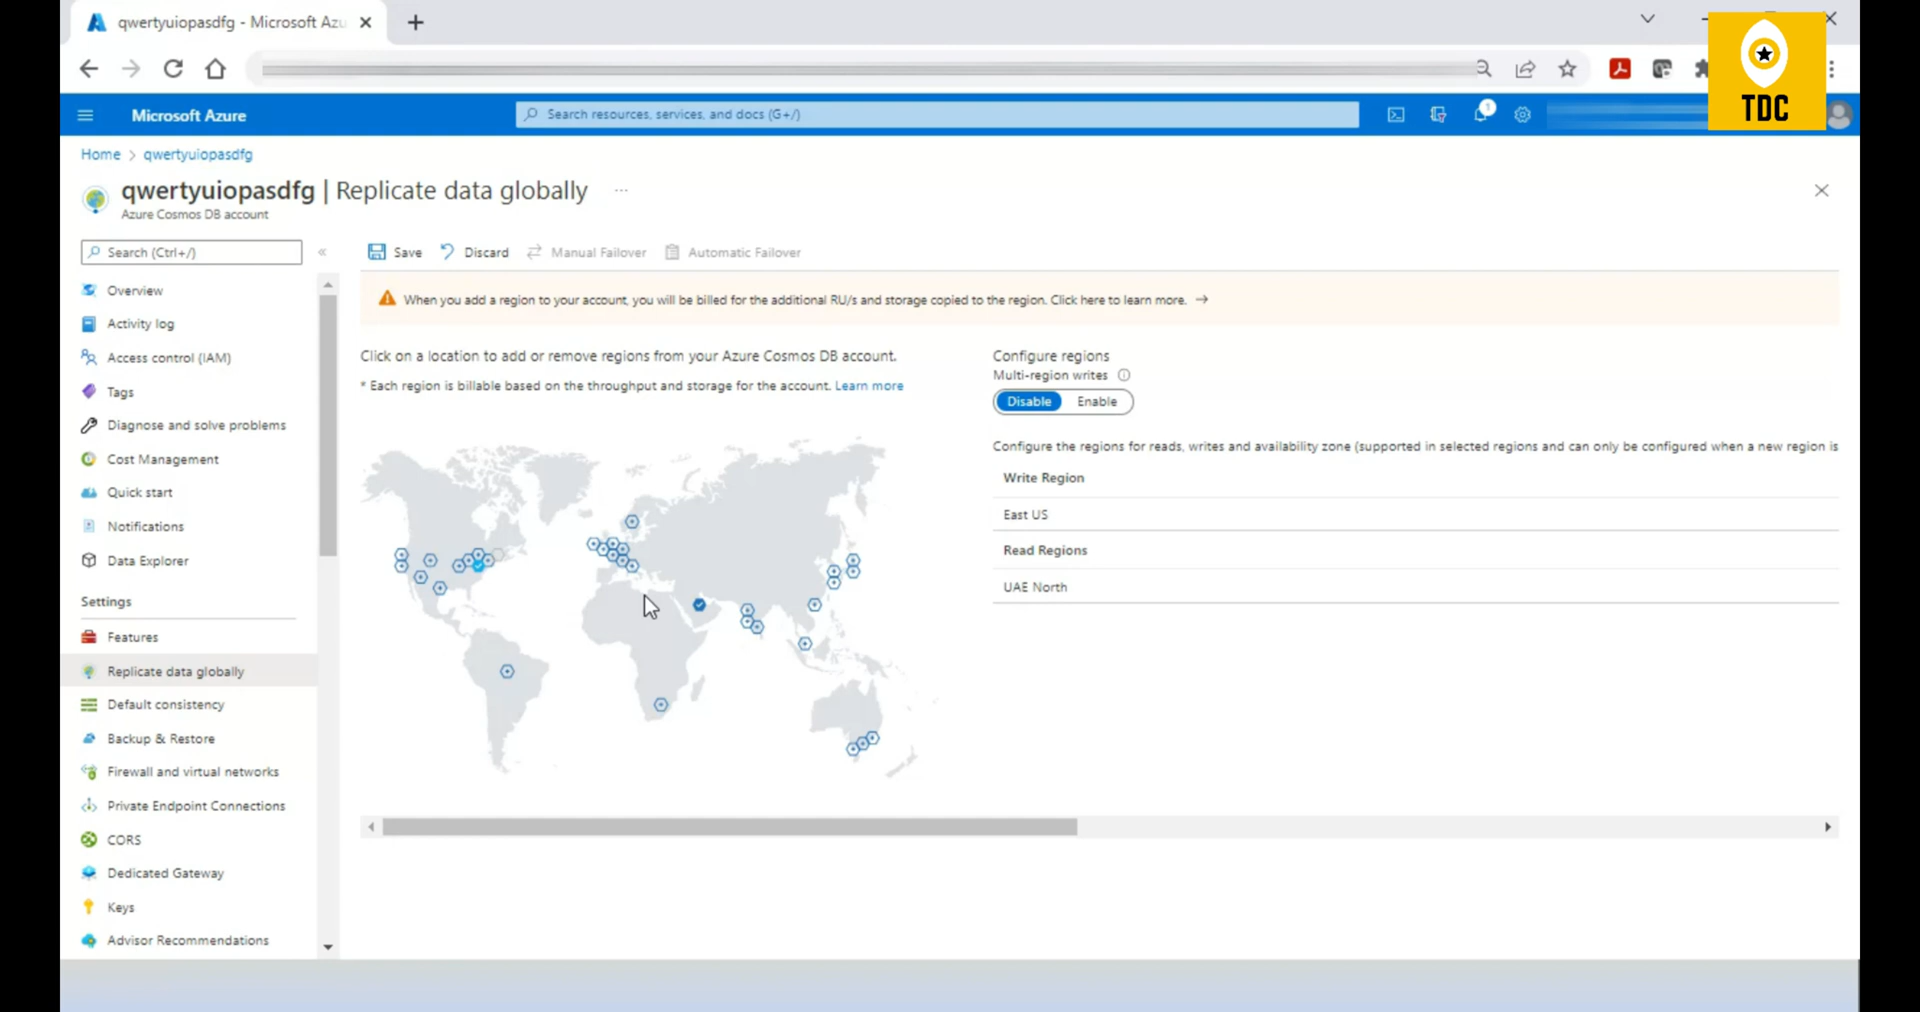 qwertyuiopasdfg - Microsoft Azu
TDC
Microsoft Azure
Search resources, services, and docs (G+/)
1
Home > qwertyuiopasdfg
qwertyuiopasdfg | Replicate data globally ...
Azure Cosmos DB account
Search (Ctrl+/)
«
Save
Discard
Manual Failover
Automatic Failover
Overview
Activity log
Access control (IAM)
Tags
Diagnose and solve problems
Cost Management
Quick start
Notifications
Data Explorer
Settings
Features
Replicate data globally
Default consistency
Backup & Restore
Firewall and virtual networks
Private Endpoint Connections
CORS
Dedicated Gateway
Keys
Advisor Recommendations
When you add a region to your account, you will be billed for the additional RU/s and storage copied to the region. Click here to learn more. →
Click on a location to add or remove regions from your Azure Cosmos DB account.
* Each region is billable based on the throughput and storage for the account. Learn more
Configure regions
Multi-region writes
Disable Enable
Configure the regions for reads, writes and availability zone (supported in selected regions and can only be configured when a new region is
Write Region
East US
Read Regions
UAE North